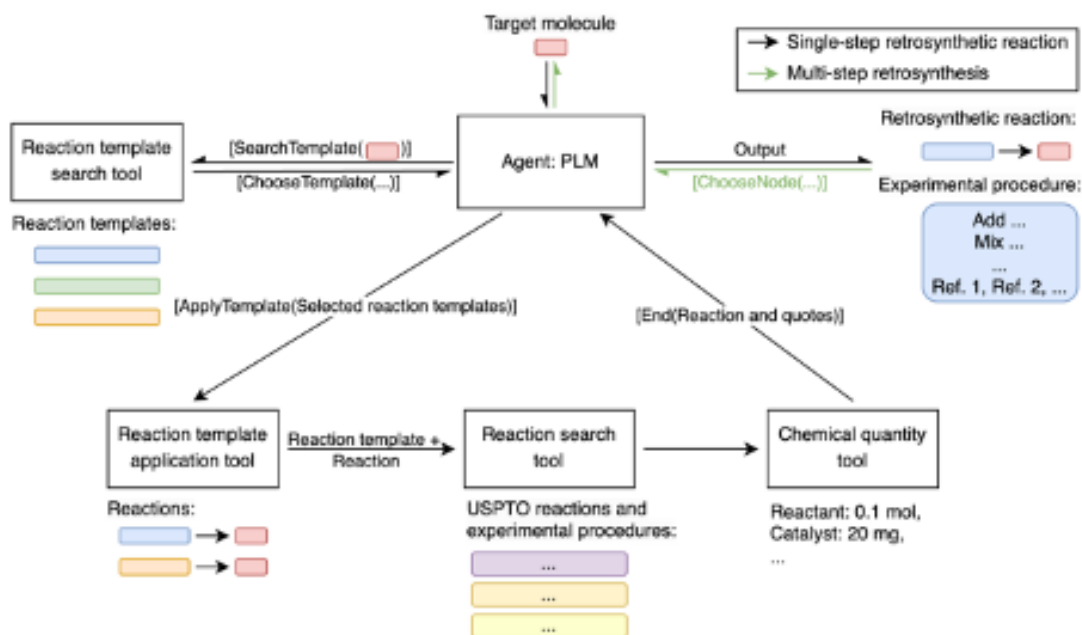 Target molecule
Single-step retrosynthetic reaction
Multi-step retrosynthesis
Reaction template
search tool
[SearchTemplate( )]
[ChooseTemplate(...)]
Agent: PLM
Output
[ChooseNode(...)]
Retrosynthetic reaction:
Experimental procedure:
Add ...
Mix ...
...
Ref. 1, Ref. 2, ...
Reaction templates:
[ApplyTemplate(Selected reaction templates)]
[End(Reaction and quotes)]
Reaction template
application tool
Reaction template +
Reaction
Reaction search
tool
Chemical quantity
tool
Reactions:
USPTO reactions and
experimental procedures:
...
...
...
Reactant: 0.1 mol,
Catalyst: 20 mg,
...